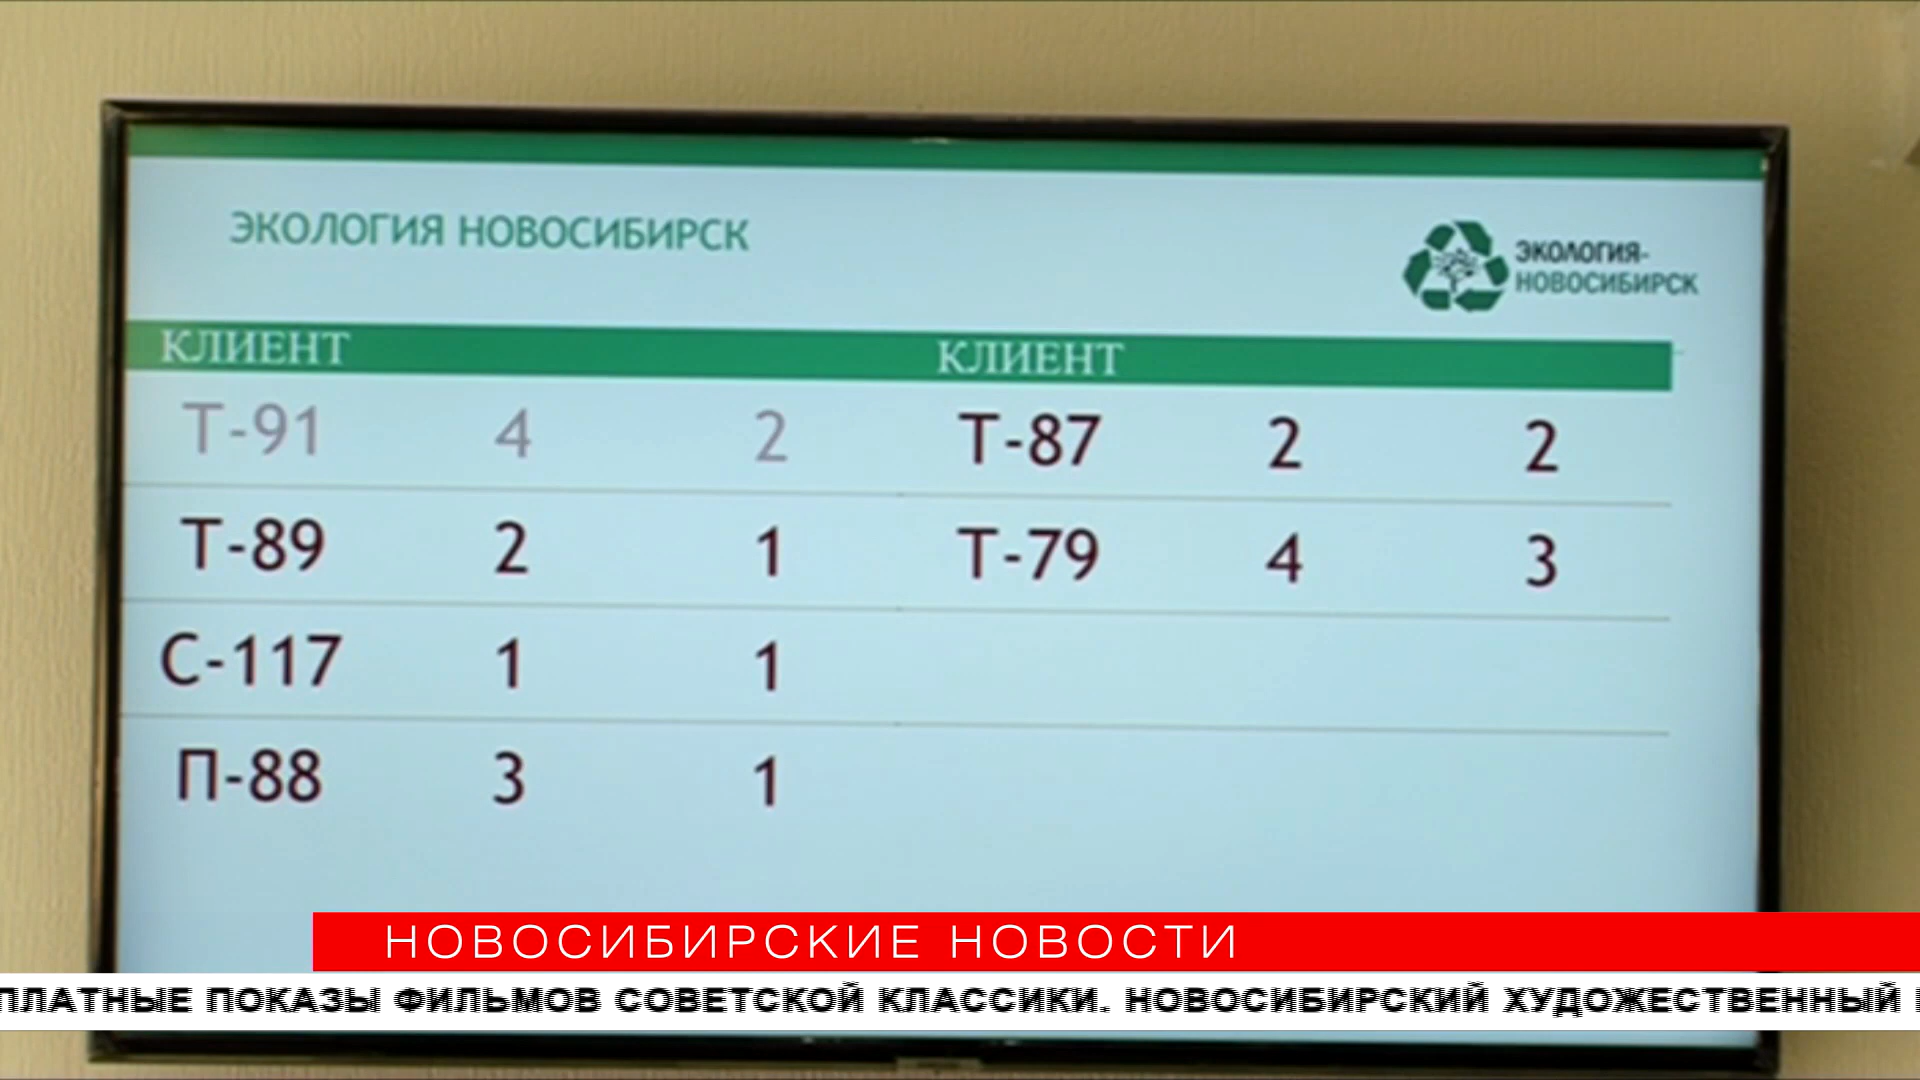 ЭКОЛОГИЯ НОВОСИБИРСК
ЭКОЛОГИЯ-
НОВОСИБИРСК
КЛИЕНТ КЛИЕНТ
Т-91 4 2 Т-87 2 2
Т-89 2 1 Т-79 4 3
С-117 1 1
П-88 3 1
НОВОСИБИРСКИЕ НОВОСТИ
ПЛАТНЫЕ ПОКАЗЫ ФИЛЬМОВ СОВЕТСКОЙ КЛАССИКИ. НОВОСИБИРСКИЙ ХУДОЖЕСТВЕННЫЙ